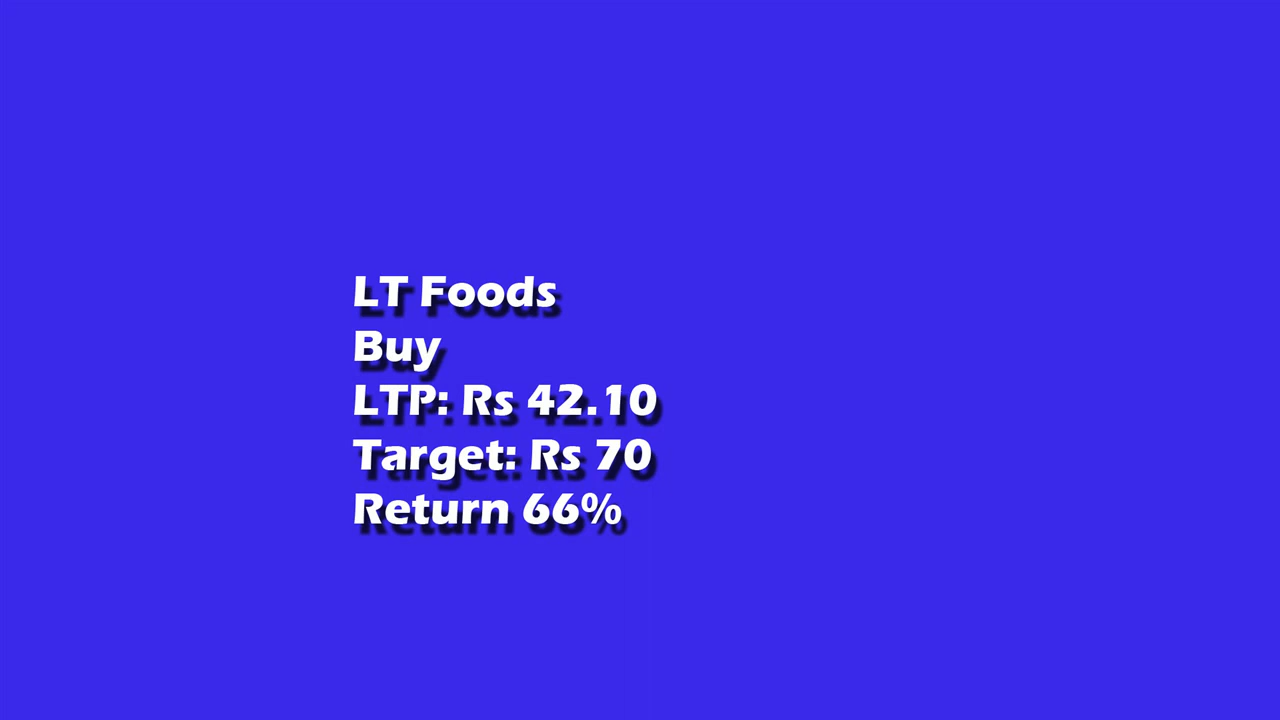 LT Foods
Buy
LTP: Rs 42.10
Target: Rs 70
Return 66%